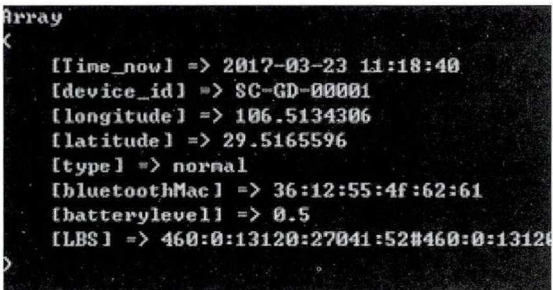 Array
(
[Time_now] => 2017-03-23 11:18:40
[device_id] => SC-GD-00001
[longitude] => 106.5134306
[latitude] => 29.5165596
[type] => normal
[bluetoothMac] => 36:12:55:4f:62:61
[batterylevel] => 0.5
[LBS] => 460:0:13120:27041:52#460:0:13120
)